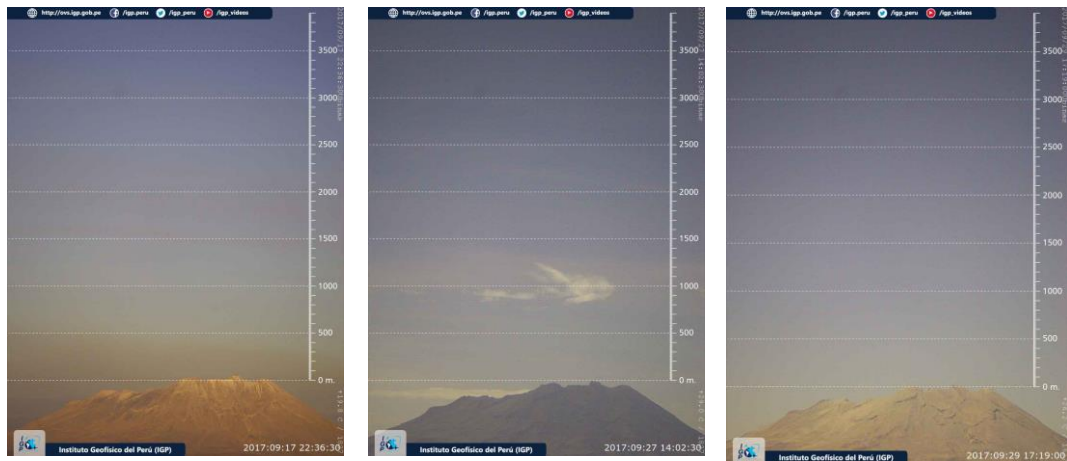 http://ovs.igp.gob.pe /igp.peru /igp_peru /igp_videos
3500
3000
2500
2000
1500
1000
500
0 m.
Instituto Geofísico del Perú (IGP)
2017:09:17 22:36:30
http://ovs.igp.gob.pe /igp.peru /igp_peru /igp_videos
3500
3000
2500
2000
1500
1000
500
0 m.
Instituto Geofísico del Perú (IGP)
2017:09:27 14:02:30
http://ovs.igp.gob.pe /igp.peru /igp_peru /igp_videos
3500
3000
2500
2000
1500
1000
500
0 m.
Instituto Geofísico del Perú (IGP)
2017:09:29 17:19:00